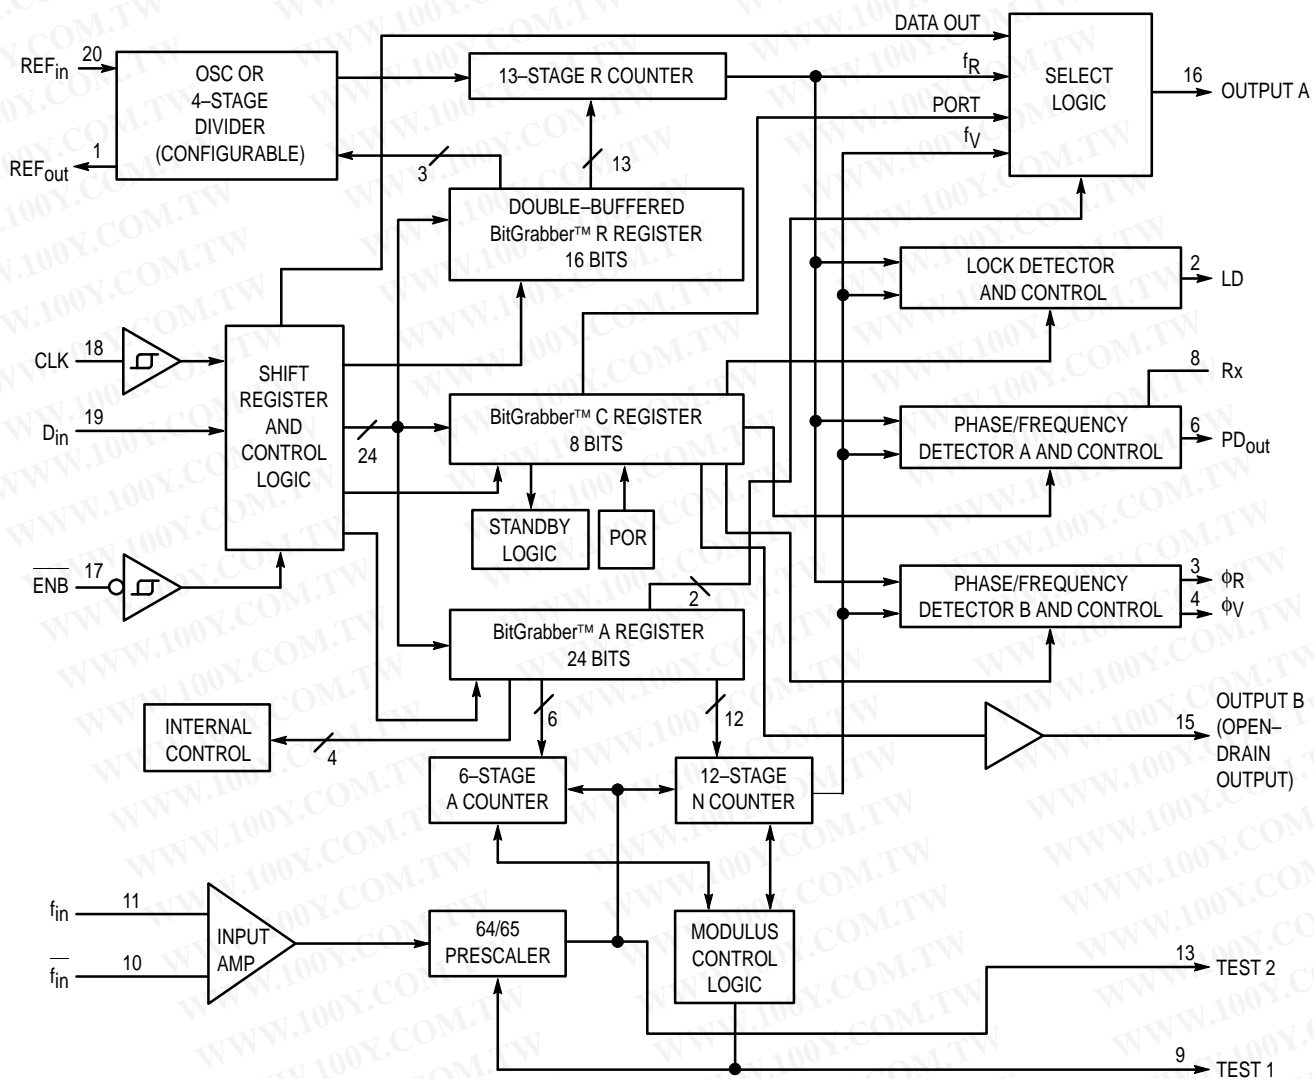 DATA OUT
REFin
20
OSC OR
4–STAGE
DIVIDER
(CONFIGURABLE)
13–STAGE R COUNTER
fR
PORT
fV
SELECT
LOGIC
16
OUTPUT A
REFout
1
3
13
DOUBLE–BUFFERED
BitGrabber™ R REGISTER
16 BITS
LOCK DETECTOR
AND CONTROL
2
LD
CLK
18
Din
19
SHIFT
REGISTER
AND
CONTROL
LOGIC
24
BitGrabber™ C REGISTER
8 BITS
8
Rx
PHASE/FREQUENCY
DETECTOR A AND CONTROL
6
PDout
STANDBY
LOGIC
POR
ENB
17
2
PHASE/FREQUENCY
DETECTOR B AND CONTROL
3
ϕR
4
ϕV
BitGrabber™ A REGISTER
24 BITS
INTERNAL
CONTROL
4
6
12
15
OUTPUT B
(OPEN–
DRAIN
OUTPUT)
6–STAGE
A COUNTER
12–STAGE
N COUNTER
fin
11
fin
10
INPUT
AMP
64/65
PRESCALER
MODULUS
CONTROL
LOGIC
13
TEST 2
9
TEST 1
WWW.100Y.COM.TW